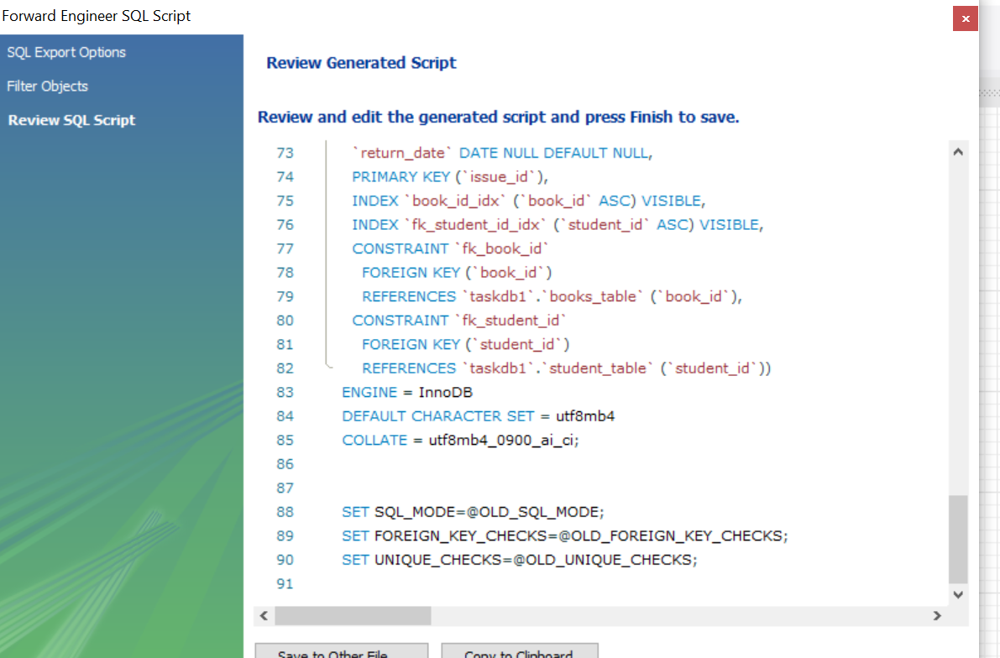 Forward Engineer SQL Script
SQL Export Options
Filter Objects
Review SQL Script
Review Generated Script
Review and edit the generated script and press Finish to save.
73 `return_date` DATE NULL DEFAULT NULL,
74 PRIMARY KEY (`issue_id`),
75 INDEX `book_id_idx` (`book_id` ASC) VISIBLE,
76 INDEX `fk_student_id_idx` (`student_id` ASC) VISIBLE,
77 CONSTRAINT `fk_book_id`
78 FOREIGN KEY (`book_id`)
79 REFERENCES `taskdb1`.`books_table` (`book_id`),
80 CONSTRAINT `fk_student_id`
81 FOREIGN KEY (`student_id`)
82 REFERENCES `taskdb1`.`student_table` (`student_id`))
83 ENGINE = InnoDB
84 DEFAULT CHARACTER SET = utf8mb4
85 COLLATE = utf8mb4_0900_ai_ci;
86
87
88 SET SQL_MODE=@OLD_SQL_MODE;
89 SET FOREIGN_KEY_CHECKS=@OLD_FOREIGN_KEY_CHECKS;
90 SET UNIQUE_CHECKS=@OLD_UNIQUE_CHECKS;
91
Save to Other File...
Copy to Clipboard